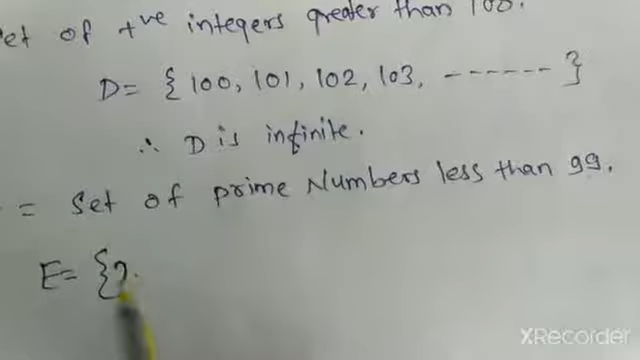 set of +ve integers greater than 100.
D= { 100, 101, 102, 103, ------ }
∴ D is infinite.
= set of prime Numbers less than 99.
E= {2,
XRecorder